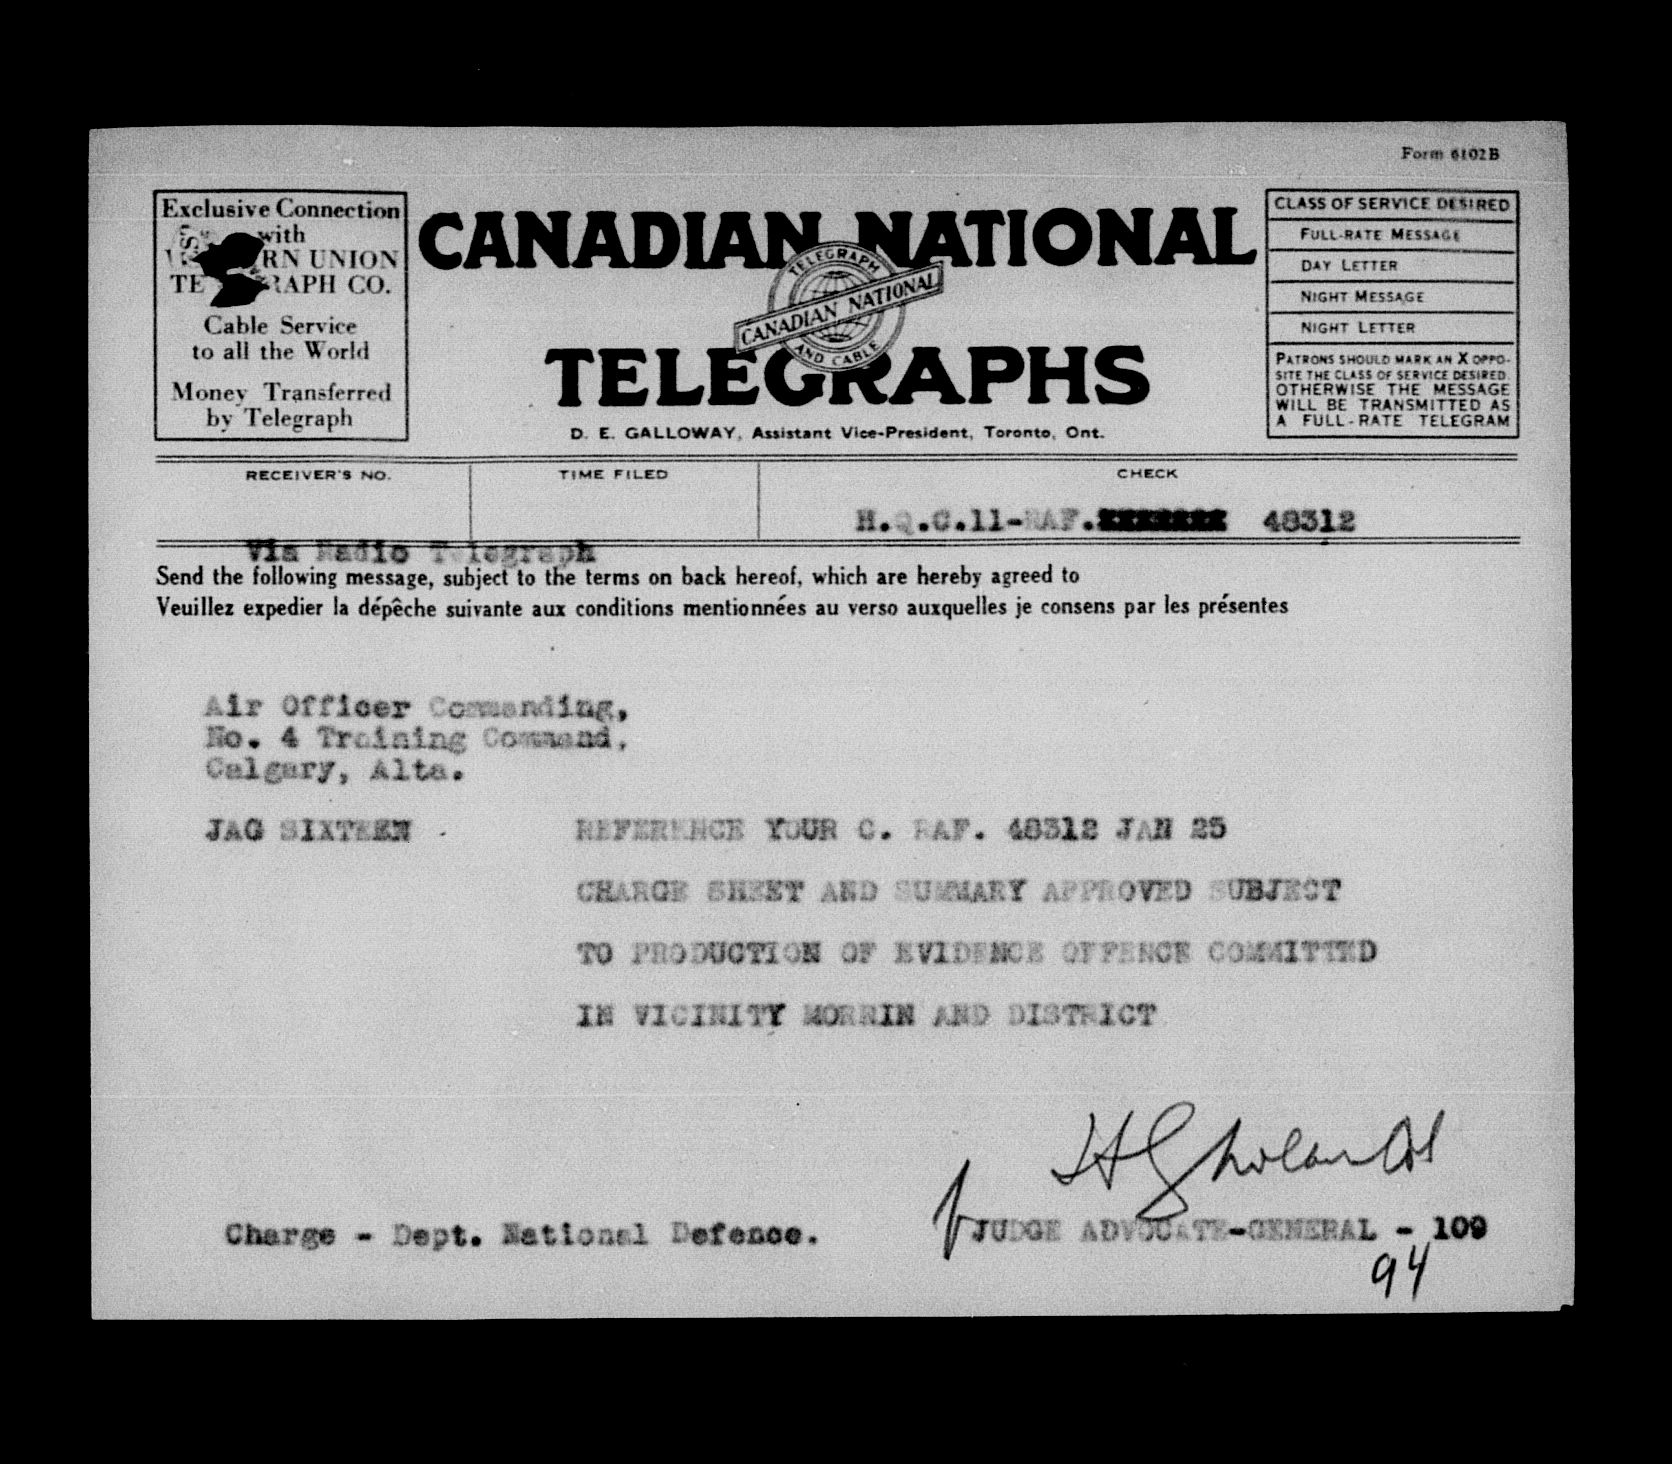 Form 6102B
Exclusive Connection
with
RN UNION
TE RAPH CO.
Cable Service
to all the World
Money Transferred
by Telegraph
CANADIAN NATIONAL
TELEGRAPH
CANADIAN NATIONAL
AND CABLE
TELEGRAPHS
D. E. GALLOWAY, Assistant Vice-President, Toronto, Ont.
CLASS OF SERVICE DESIRED
FULL-RATE MESSAGE
DAY LETTER
NIGHT MESSAGE
NIGHT LETTER
PATRONS SHOULD MARK AN X OPPO-
SITE THE CLASS OF SERVICE DESIRED.
OTHERWISE THE MESSAGE
WILL BE TRANSMITTED AS
A FULL-RATE TELEGRAM
RECEIVER'S NO. TIME FILED CHECK
H.Q.C.11-RAF. 48312
Via Radio Telegraph
Send the following message, subject to the terms on back hereof, which are hereby agreed to
Veuillez expedier la dépêche suivante aux conditions mentionnées au verso auxquelles je consens par les présentes
Air Officer Commanding,
No. 4 Training Command,
Calgary, Alta.
JAG SIXTEEN REFERENCE YOUR C. RAF. 48312 JAN 25
CHARGE SHEET AND SUMMARY APPROVED SUBJECT
TO PRODUCTION OF EVIDENCE OFFENCE COMMITTED
IN VICINITY MORRIN AND DISTRICT
Charge - Dept. National Defence.
JUDGE ADVOCATE-GENERAL - 109
94